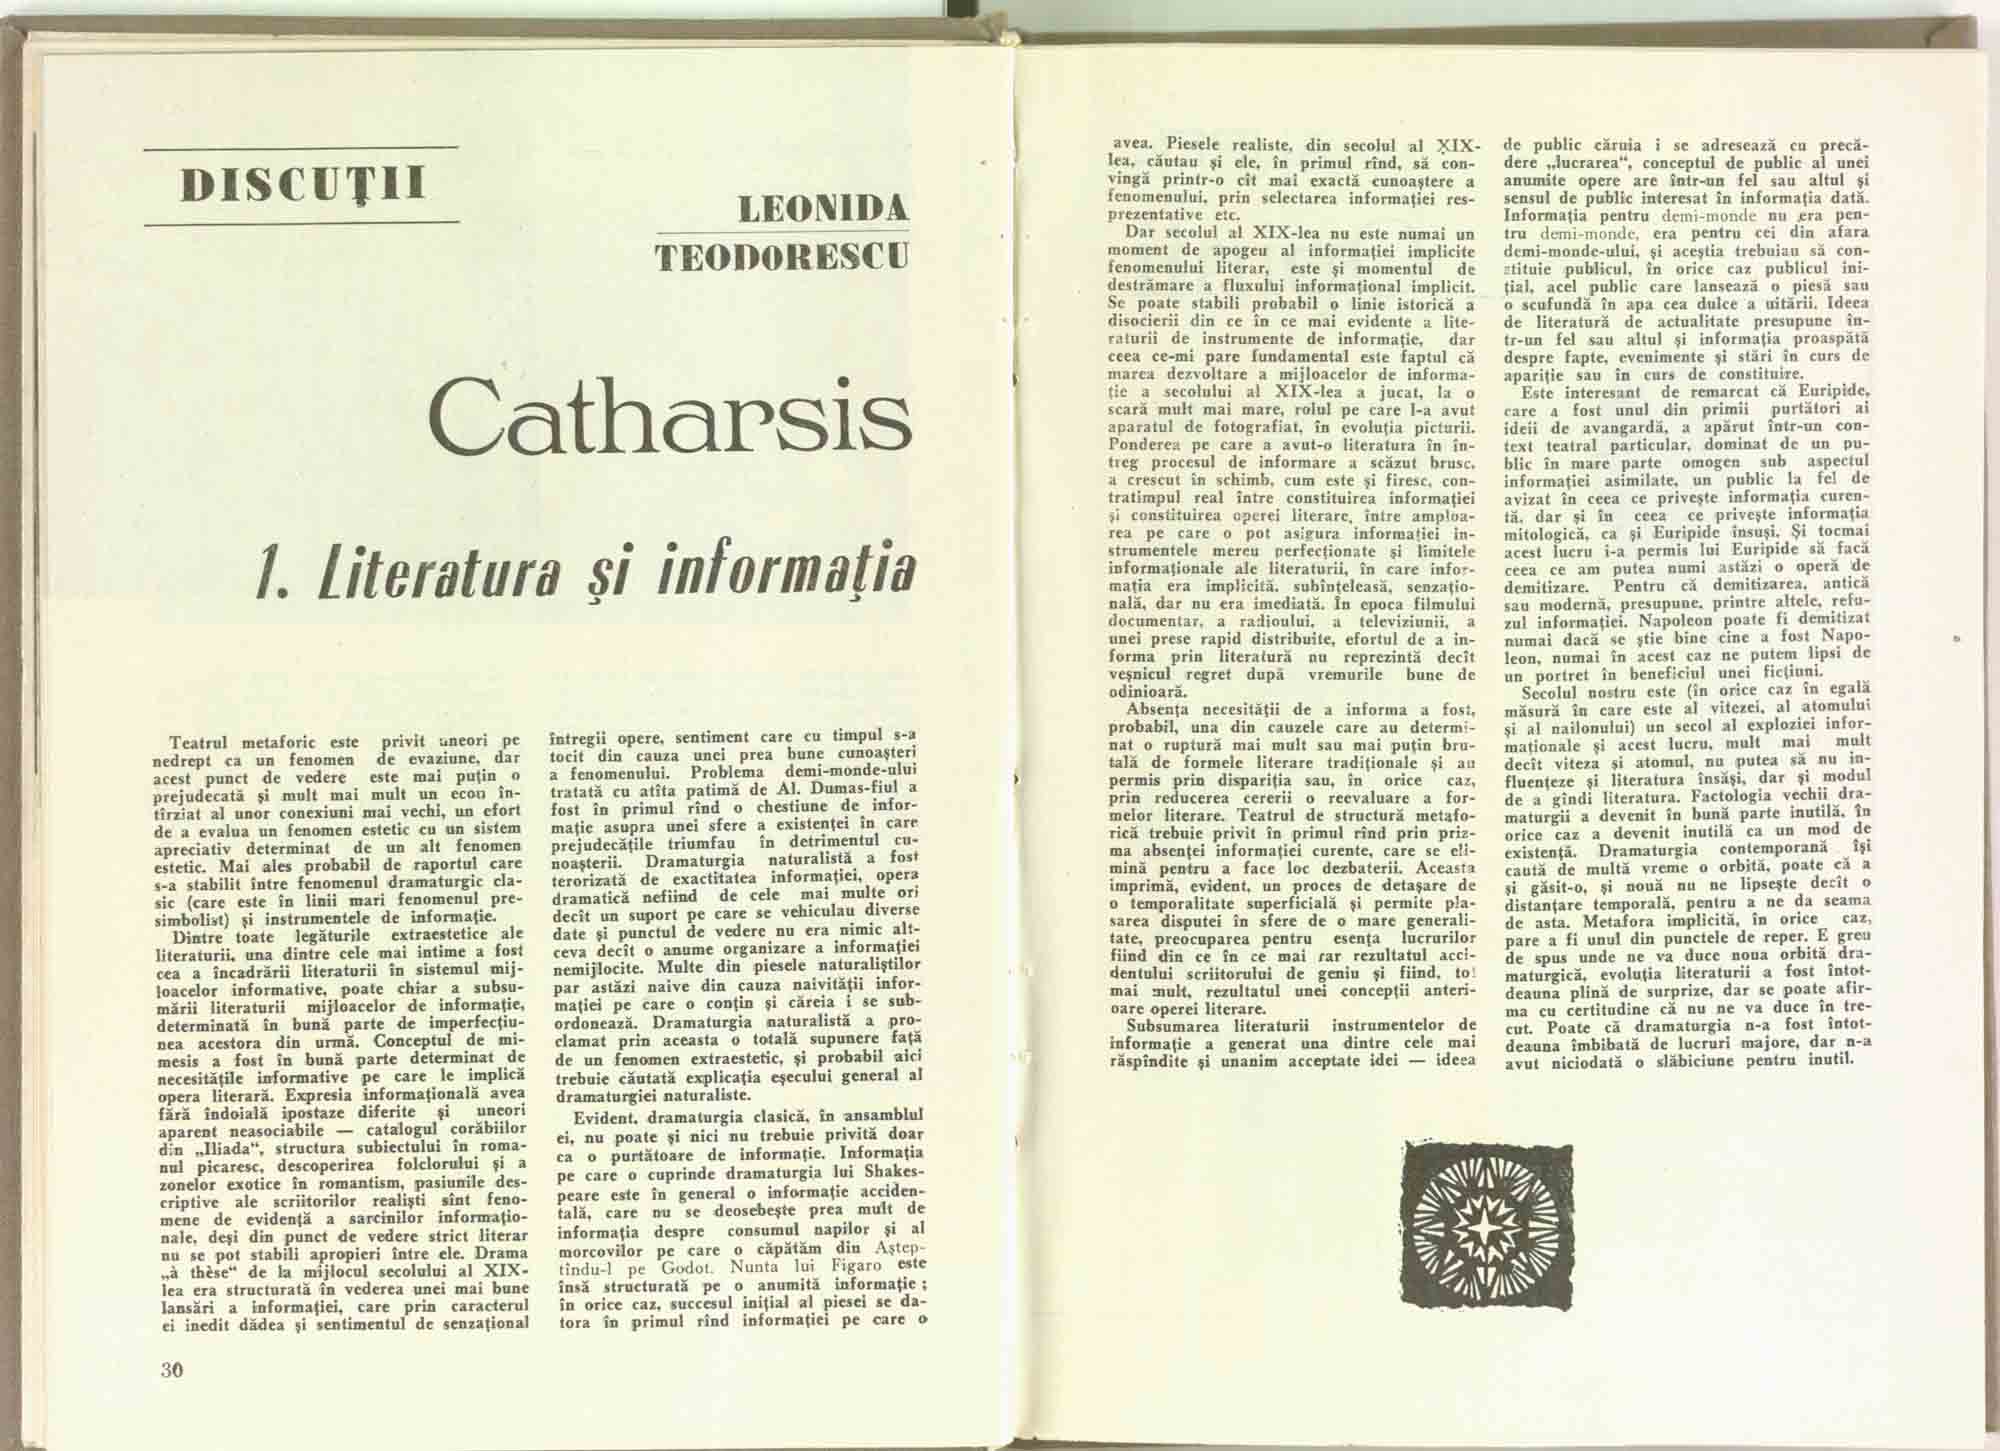 DISCUŢII
LEONIDA
TEODORESCU
Catharsis
1. Literatura şi informaţia
Teatrul metaforic este privit uneori pe
nedrept ca un fenomen de evaziune, dar
acest punct de vedere este mai puţin o
prejudecată şi mult mai mult un ecou în-
tîrziat al unor conexiuni mai vechi, un efort
de a evalua un fenomen estetic cu un sistem
apreciativ determinat de un alt fenomen
estetic. Mai ales probabil de raportul care
s-a stabilit între fenomenul dramaturgic cla-
sic (care este în linii mari fenomenul pre-
simbolist) şi instrumentele de informaţie.
Dintre toate legăturile extraestetice ale
literaturii, una dintre cele mai intime a fost
cea a încadrării literaturii în sistemul mij-
loacelor informative, poate chiar a subsu-
mării literaturii mijloacelor de informaţie,
determinată în bună parte de imperfecţiu-
nea acestora din urmă. Conceptul de mi-
mesis a fost în bună parte determinat de
necesităţile informative pe care le implică
opera literară. Expresia informaţională avea
fără îndoială ipostaze diferite şi uneori
aparent neasociabile — catalogul corăbiilor
din „Iliada“, structura subiectului în roma-
nul picaresc, descoperirea folclorului şi a
zonelor exotice în romantism, pasiunile des-
criptive ale scriitorilor realişti sînt feno-
mene de evidenţă a sarcinilor informaţio-
nale, deşi din punct de vedere strict literar
nu se pot stabili apropieri între ele. Drama
„à thèse“ de la mijlocul secolului al XIX-
lea era structurată în vederea unei mai bune
lansări a informaţiei, care prin caracterul
ei inedit dădea şi sentimentul de senzaţional
întregii opere, sentiment care cu timpul s-a
tocit din cauza unei prea bune cunoaşteri
a fenomenului. Problema demi-monde-ului
tratată cu atîta patimă de Al. Dumas-fiul a
fost în primul rînd o chestiune de infor-
maţie asupra unei sfere a existenţei în care
prejudecăţile triumfau în detrimentul cu-
noaşterii. Dramaturgia naturalistă a fost
terorizată de exactitatea informaţiei, opera
dramatică nefiind de cele mai multe ori
decît un suport pe care se vehiculau diverse
date şi punctul de vedere nu era nimic alt-
ceva decît o anume organizare a informaţiei
nemijlocite. Multe din piesele naturaliştilor
par astăzi naive din cauza naivităţii infor-
maţiei pe care o conţin şi căreia i se sub-
ordonează. Dramaturgia naturalistă a pro-
clamat prin aceasta o totală supunere faţă
de un fenomen extraestetic, şi probabil aici
trebuie căutată explicaţia eşecului general al
dramaturgiei naturaliste.
Evident, dramaturgia clasică, în ansamblul
ei, nu poate şi nici nu trebuie privită doar
ca o purtătoare de informaţie. Informaţia
pe care o cuprinde dramaturgia lui Shakes-
peare este în general o informaţie acciden-
tală, care nu se deosebeşte prea mult de
informaţia despre consumul napilor şi al
morcovilor pe care o căpătăm din Aştep-
tîndu-l pe Godot. Nunta lui Figaro este
însă structurată pe o anumită informaţie ;
în orice caz, succesul iniţial al piesei se da-
tora în primul rînd informaţiei pe care o
30
avea. Piesele realiste, din secolul al XIX-
lea, căutau şi ele, în primul rînd, să con-
vingă printr-o cît mai exactă cunoaştere a
fenomenului, prin selectarea informaţiei res-
prezentative etc.
Dar secolul al XIX-lea nu este numai un
moment de apogeu al informaţiei implicite
fenomenului literar, este şi momentul de
destrămare a fluxului informaţional implicit.
Se poate stabili probabil o linie istorică a
disocierii din ce în ce mai evidente a lite-
raturii de instrumente de informaţie, dar
ceea ce-mi pare fundamental este faptul că
marea dezvoltare a mijloacelor de informa-
ţie a secolului al XIX-lea a jucat, la o
scară mult mai mare, rolul pe care l-a avut
aparatul de fotografiat, în evoluţia picturii.
Ponderea pe care a avut-o literatura în în-
treg procesul de informare a scăzut brusc,
a crescut în schimb, cum este şi firesc, con-
tratimpul real între constituirea informaţiei
şi constituirea operei literare, între amploa-
rea pe care o pot asigura informaţiei in-
strumentele mereu perfecţionate şi limitele
informaţionale ale literaturii, în care infor-
maţia era implicită, subînţeleasă, senzaţio-
nală, dar nu era imediată. În epoca filmului
documentar, a radioului, a televiziunii, a
unei prese rapid distribuite, efortul de a in-
forma prin literatură nu reprezintă decît
veşnicul regret după vremurile bune de
odinioară.
Absenţa necesităţii de a informa a fost,
probabil, una din cauzele care au determi-
nat o ruptură mai mult sau mai puţin bru-
tală de formele literare tradiţionale şi au
permis prin dispariţia sau, în orice caz,
prin reducerea cererii o reevaluare a for-
melor literare. Teatrul de structură metafo-
rică trebuie privit în primul rînd prin priz-
ma absenţei informaţiei curente, care se eli-
mină pentru a face loc dezbaterii. Aceasta
imprimă, evident, un proces de detaşare de
o temporalitate superficială şi permite pla-
sarea disputei în sfere de o mare generali-
tate, preocuparea pentru esenţa lucrurilor
fiind din ce în ce mai rar rezultatul acci-
dentului scriitorului de geniu şi fiind, tot
mai mult, rezultatul unei concepţii anteri-
oare operei literare.
Subsumarea literaturii instrumentelor de
informaţie a generat una dintre cele mai
răspîndite şi unanim acceptate idei — ideea
de public căruia i se adresează cu precă-
dere „lucrarea“, conceptul de public al unei
anumite opere are într-un fel sau altul şi
sensul de public interesat în informaţia dată.
Informaţia pentru demi-monde nu era pen-
tru demi-monde, era pentru cei din afara
demi-monde-ului, şi aceştia trebuiau să con-
stituie publicul, în orice caz publicul ini-
ţial, acel public care lansează o piesă sau
o scufundă în apa cea dulce a uitării. Ideea
de literatură de actualitate presupune în-
tr-un fel sau altul şi informaţia proaspătă
despre fapte, evenimente şi stări în curs de
apariţie sau în curs de constituire.
Este interesant de remarcat că Euripide,
care a fost unul din primii purtători ai
ideii de avangardă, a apărut într-un con-
text teatral particular, dominat de un pu-
blic în mare parte omogen sub aspectul
informaţiei asimilate, un public la fel de
avizat în ceea ce priveşte informaţia curen-
tă, dar şi în ceea ce priveşte informaţia
mitologică, ca şi Euripide însuşi. Şi tocmai
acest lucru i-a permis lui Euripide să facă
ceea ce am putea numi astăzi o operă de
demitizare. Pentru că demitizarea, antică
sau modernă, presupune, printre altele, refu-
zul informaţiei. Napoleon poate fi demitizat
numai dacă se ştie bine cine a fost Napo-
leon, numai în acest caz ne putem lipsi de
un portret în beneficiul unei ficţiuni.
Secolul nostru este (în orice caz în egală
măsură în care este al vitezei, al atomului
şi al nailonului) un secol al exploziei infor-
maţionale şi acest lucru, mult mai mult
decît viteza şi atomul, nu putea să nu in-
fluenţeze şi literatura însăşi, dar şi modul
de a gîndi literatura. Factologia vechii dra-
maturgii a devenit în bună parte inutilă, în
orice caz a devenit inutilă ca un mod de
existenţă. Dramaturgia contemporană îşi
caută de multă vreme o orbită, poate că a
şi găsit-o, şi nouă nu ne lipseşte decît o
distanţare temporală, pentru a ne da seama
de asta. Metafora implicită, în orice caz,
pare a fi unul din punctele de reper. E greu
de spus unde ne va duce noua orbită dra-
maturgică, evoluţia literaturii a fost întot-
deauna plină de surprize, dar se poate afir-
ma cu certitudine că nu ne va duce în tre-
cut. Poate că dramaturgia n-a fost întot-
deauna îmbibată de lucruri majore, dar n-a
avut niciodată o slăbiciune pentru inutil.